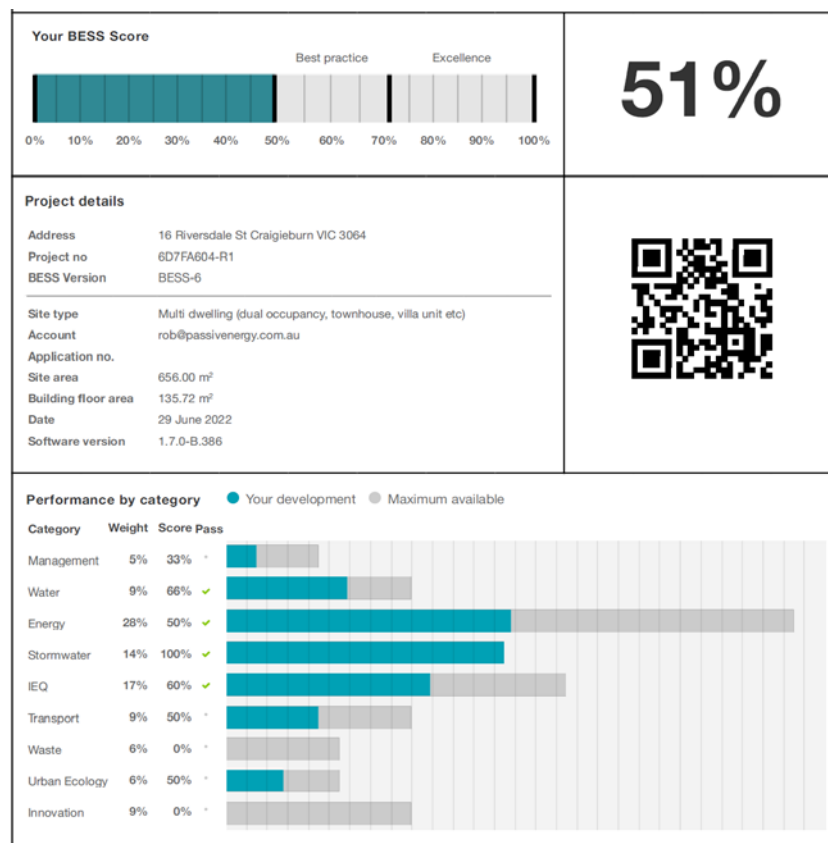 Your BESS Score
Best practice Excellence
51%
0% 10% 20% 30% 40% 50% 60% 70% 80% 90% 100%
Project details
Address 16 Riversdale St Craigieburn VIC 3064
Project no 6D7FA604-R1
BESS Version BESS-6
Site type Multi dwelling (dual occupancy, townhouse, villa unit etc)
Account rob@passivenergy.com.au
Application no.
Site area 656.00 m²
Building floor area 135.72 m²
Date 29 June 2022
Software version 1.7.0-B.386
Performance by category Your development Maximum available
Category Weight Score Pass
Management 5% 33% •
Water 9% 66% ✔
Energy 28% 50% ✔
Stormwater 14% 100% ✔
IEQ 17% 60% ✔
Transport 9% 50% •
Waste 6% 0% •
Urban Ecology 6% 50% •
Innovation 9% 0% •